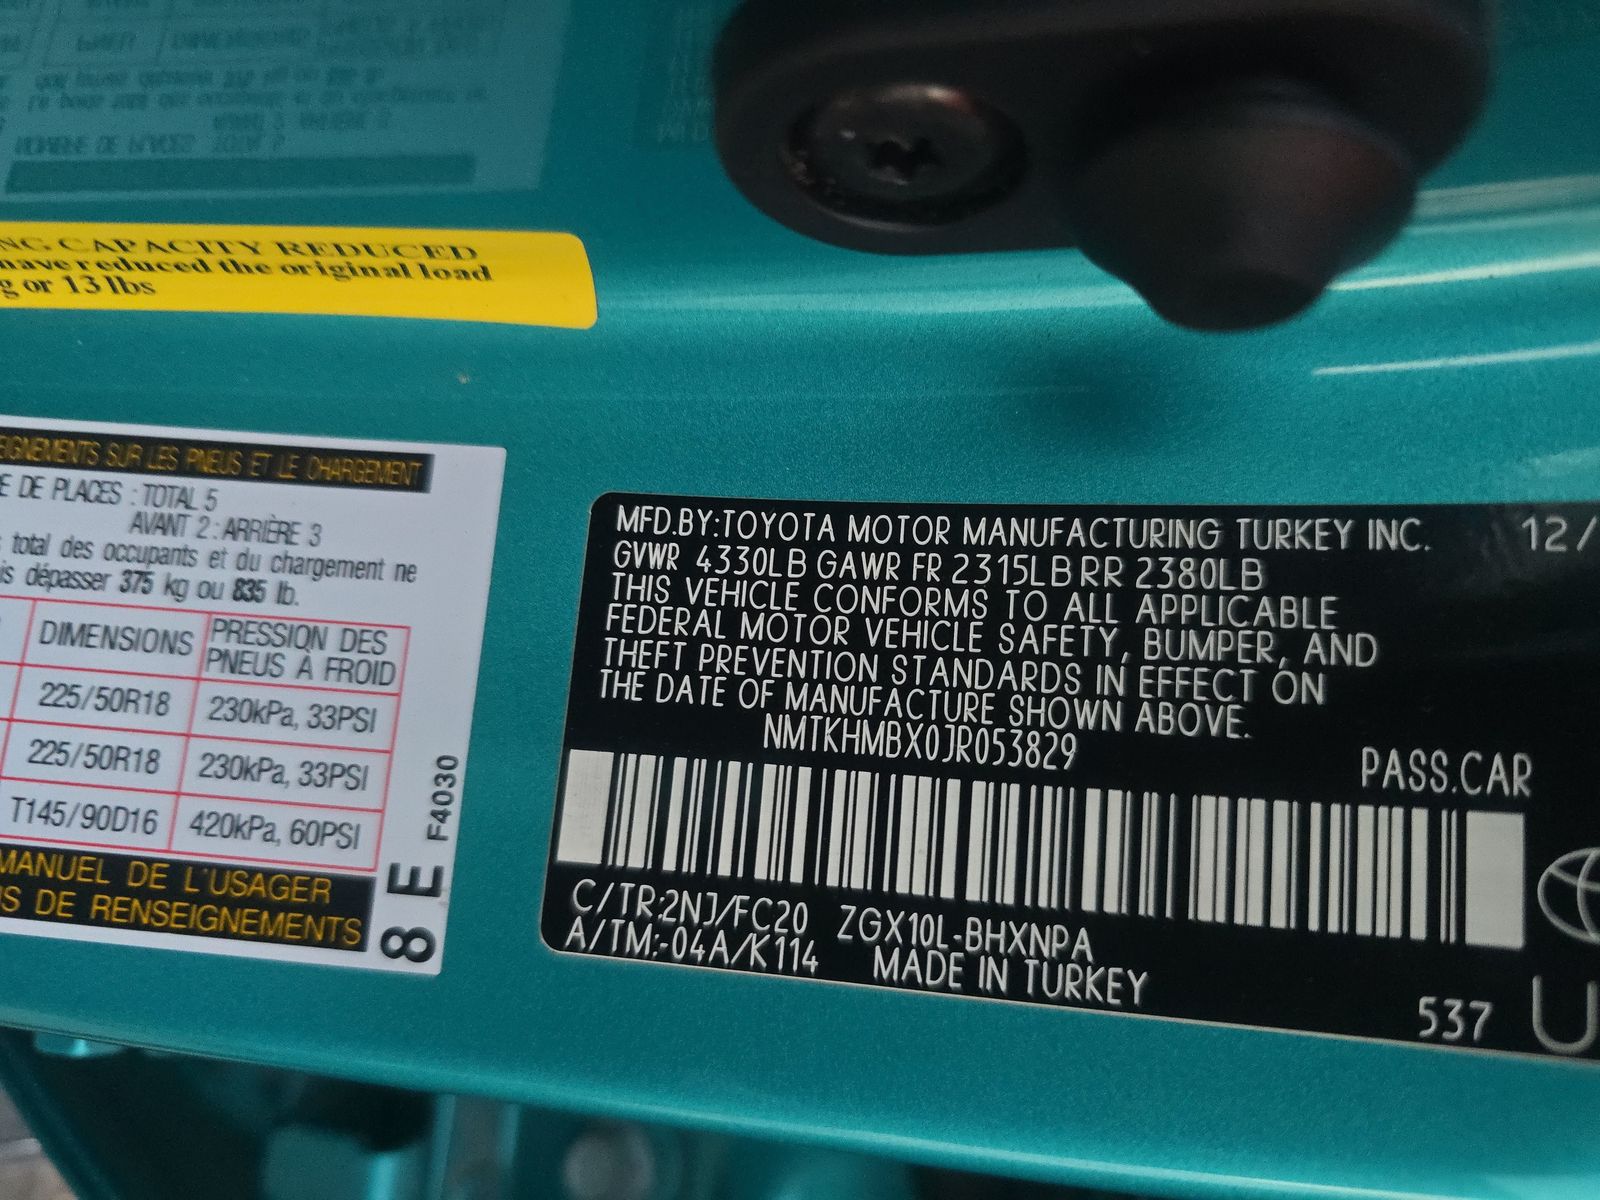 NG CAPACITY REDUCED
have reduced the original load
g or 13 lbs
EIGNEMENTS SUR LES PNEUS ET LE CHARGEMENT
E DE PLACES : TOTAL 5
AVANT 2 : ARRIÈRE 3
total des occupants et du chargement ne
is dépasser 375 kg ou 835 lb.
DIMENSIONS
PRESSION DES
PNEUS À FROID
225/50R18 230kPa, 33PSI
225/50R18 230kPa, 33PSI
T145/90D16 420kPa, 60PSI
MANUEL DE L'USAGER
S DE RENSEIGNEMENTS
8 E F4030
MFD.BY:TOYOTA MOTOR MANUFACTURING TURKEY INC. 12/
GVWR 4330LB GAWR FR 2315LB RR 2380LB
THIS VEHICLE CONFORMS TO ALL APPLICABLE
FEDERAL MOTOR VEHICLE SAFETY, BUMPER, AND
THEFT PREVENTION STANDARDS IN EFFECT ON
THE DATE OF MANUFACTURE SHOWN ABOVE.
NMTKHMBX0JR053829
PASS.CAR
C/TR:2NJ/FC20 ZGX10L-BHXNPA
A/TM:-04A/K114 MADE IN TURKEY
537
U